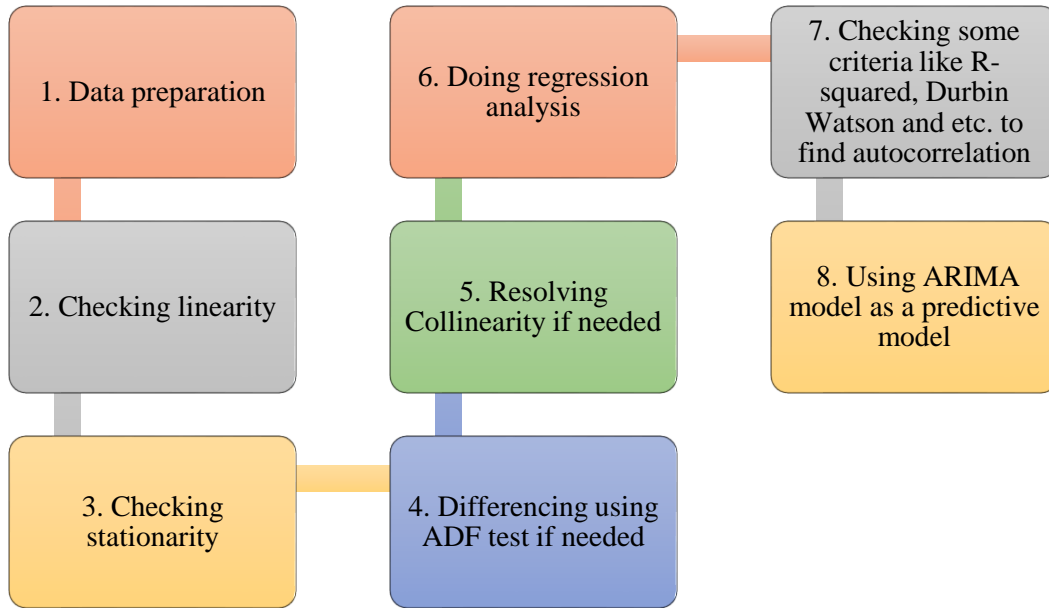 1. Data preparation
2. Checking linearity
3. Checking
stationarity
4. Differencing using
ADF test if needed
5. Resolving
Collinearity if needed
6. Doing regression
analysis
7. Checking some
criteria like R-
squared, Durbin
Watson and etc. to
find autocorrelation
8. Using ARIMA
model as a predictive
model